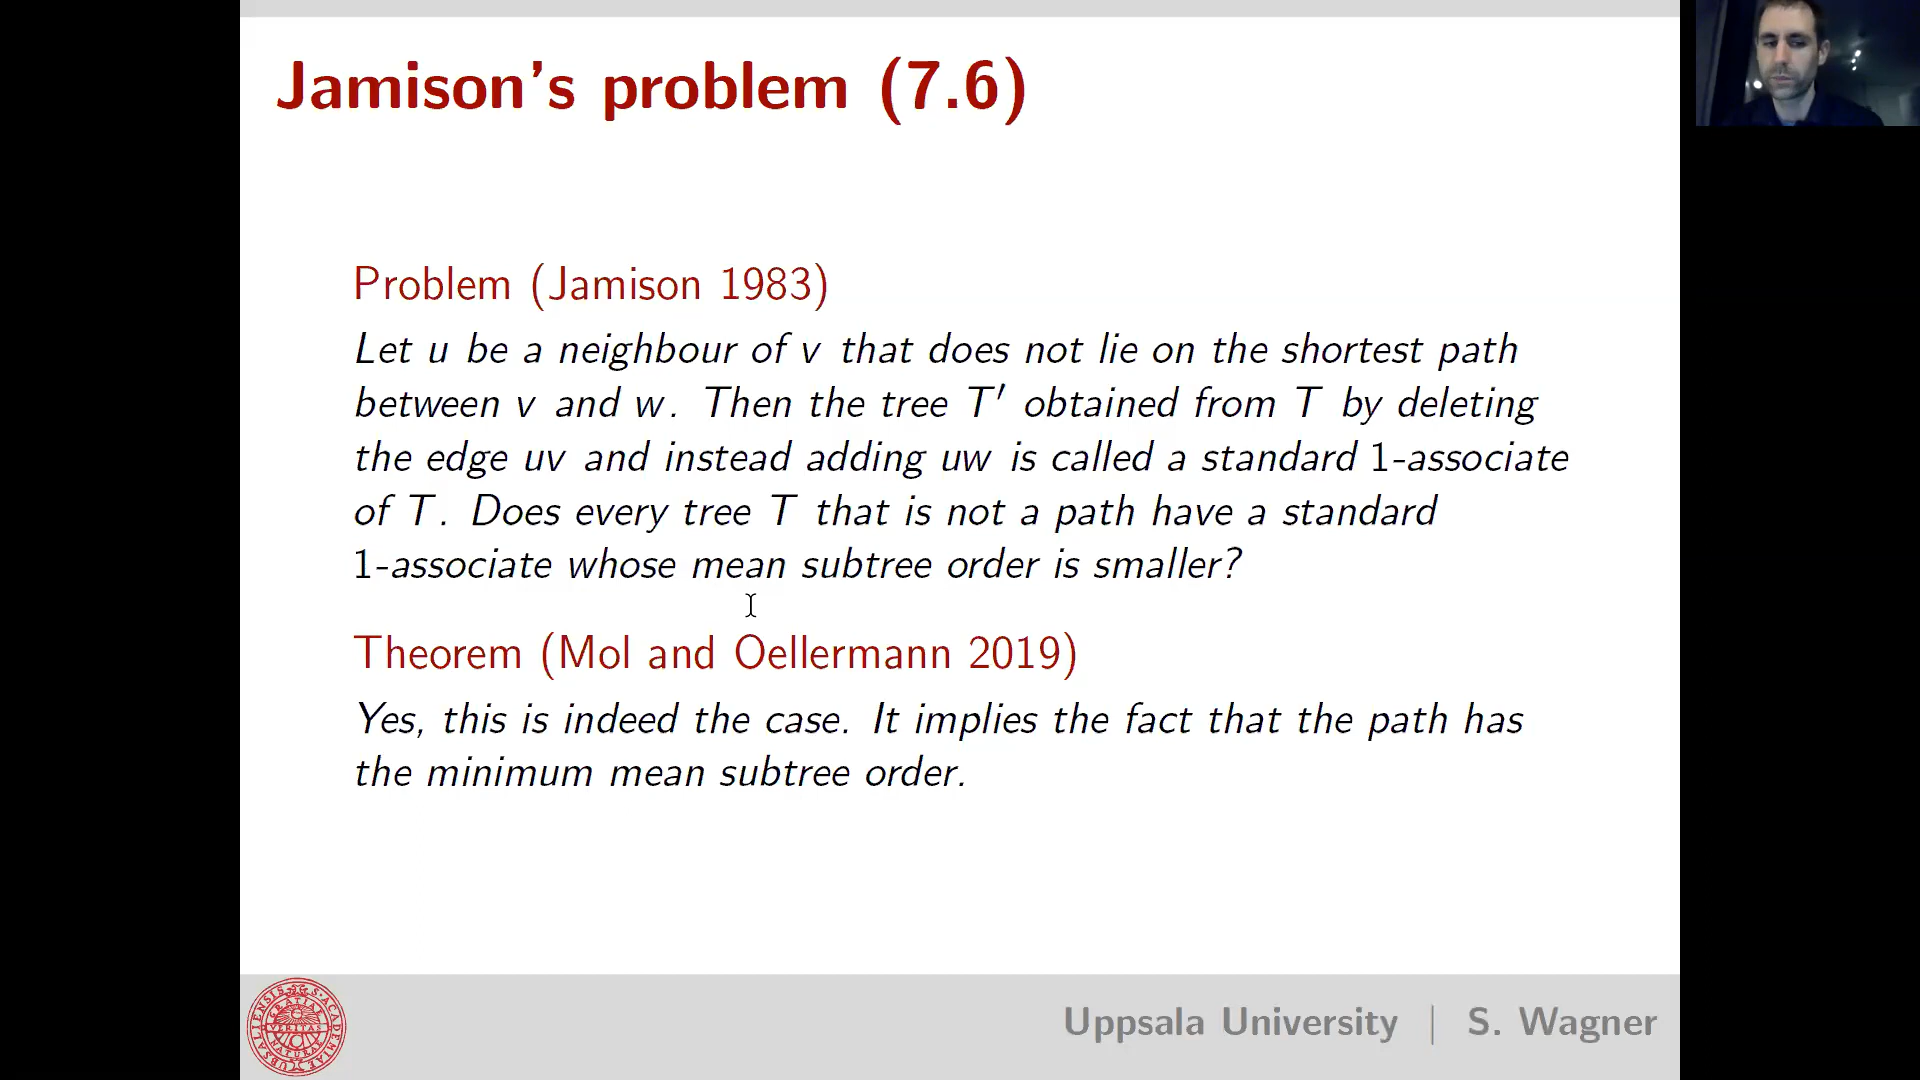 Jamison's problem (7.6)
Problem (Jamison 1983)
Let u be a neighbour of v that does not lie on the shortest path
between v and w. Then the tree T′ obtained from T by deleting
the edge uv and instead adding uw is called a standard 1-associate
of T. Does every tree T that is not a path have a standard
1-associate whose mean subtree order is smaller?
Theorem (Mol and Oellermann 2019)
Yes, this is indeed the case. It implies the fact that the path has
the minimum mean subtree order.
Uppsala University | S. Wagner